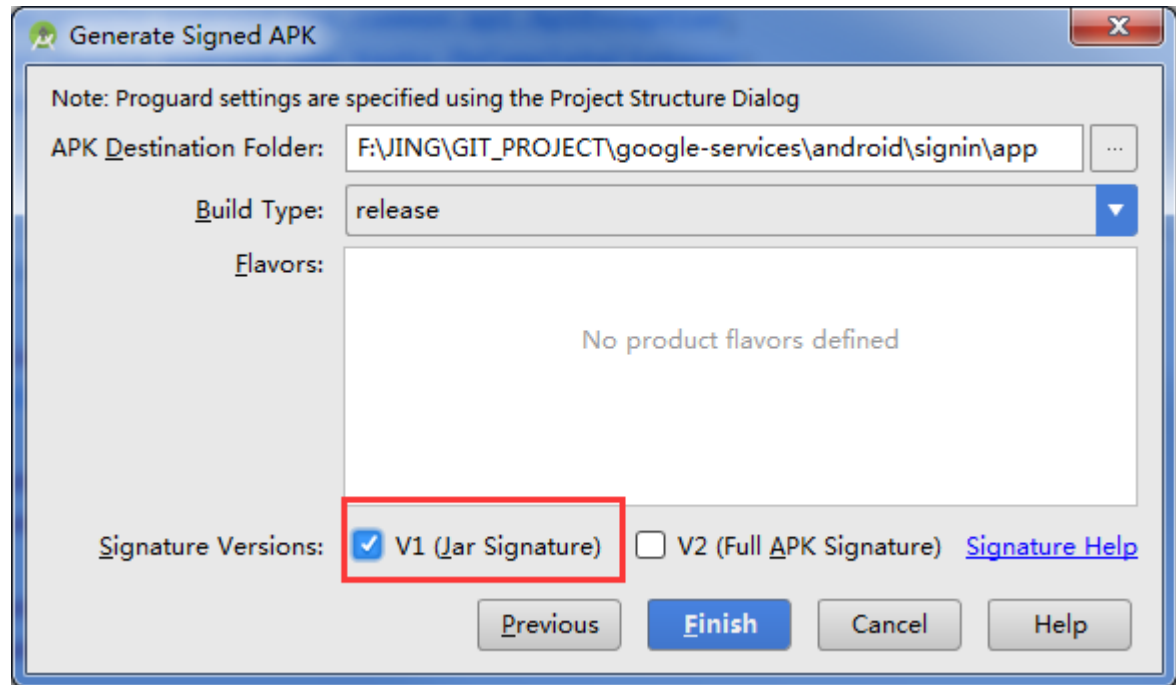 Generate Signed APK
Note: Proguard settings are specified using the Project Structure Dialog
APK Destination Folder: F:\JING\GIT_PROJECT\google-services\android\signin\app ...
Build Type: release
Flavors:
No product flavors defined
Signature Versions: V1 (Jar Signature) V2 (Full APK Signature) Signature Help
Previous Finish Cancel Help